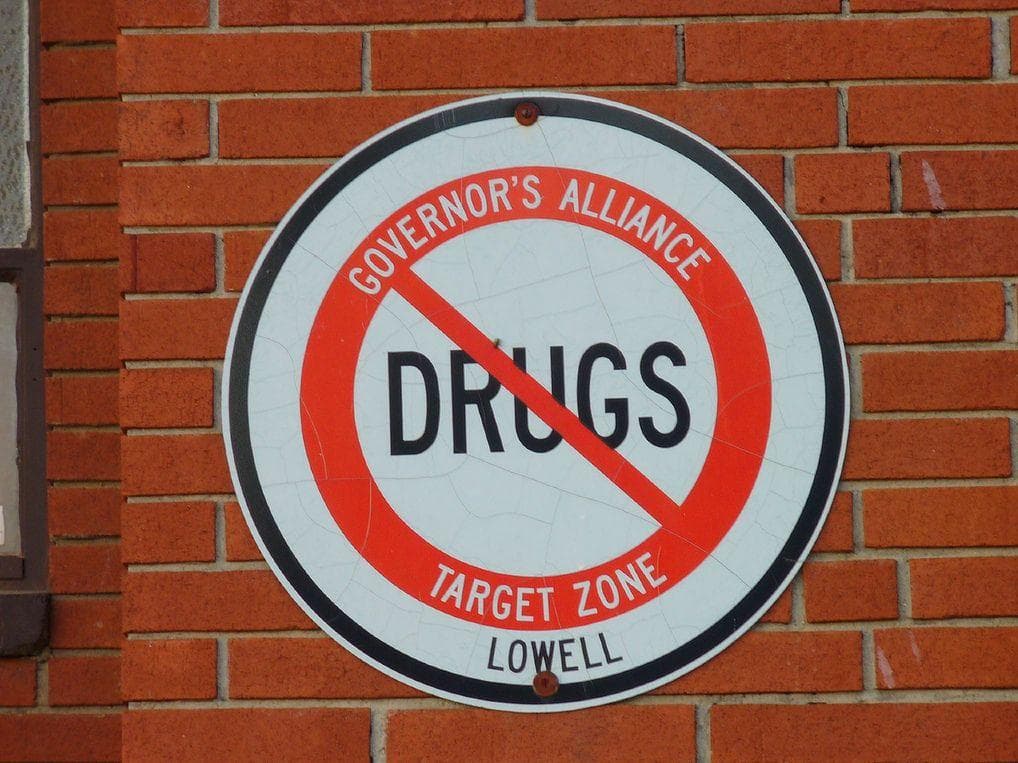 GOVERNOR'S ALLIANCE
DRUGS
TARGET ZONE
LOWELL